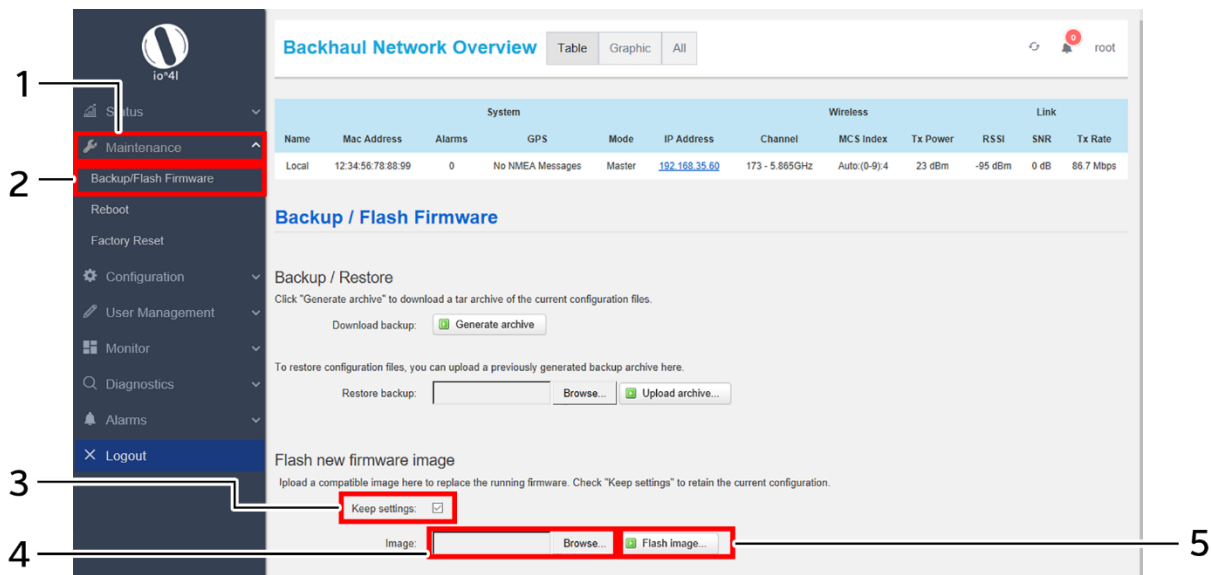 io"4l
Backhaul Network Overview Table Graphic All 0 root
1
Status
Maintenance
2
Backup/Flash Firmware
Reboot
Factory Reset
Configuration
User Management
Monitor
Diagnostics
Alarms
Logout
System Wireless Link
Name Mac Address Alarms GPS Mode IP Address Channel MCS Index Tx Power RSSI SNR Tx Rate
Local 12:34:56:78:88:99 0 No NMEA Messages Master 192.168.35.60 173 - 5.865GHz Auto:(0-9):4 23 dBm -95 dBm 0 dB 86.7 Mbps
Backup / Flash Firmware
Backup / Restore
Click "Generate archive" to download a tar archive of the current configuration files.
Download backup: Generate archive
To restore configuration files, you can upload a previously generated backup archive here.
Restore backup: Browse... Upload archive...
Flash new firmware image
Ipload a compatible image here to replace the running firmware. Check "Keep settings" to retain the current configuration.
3
Keep settings:
4
Image: Browse... Flash image...
5